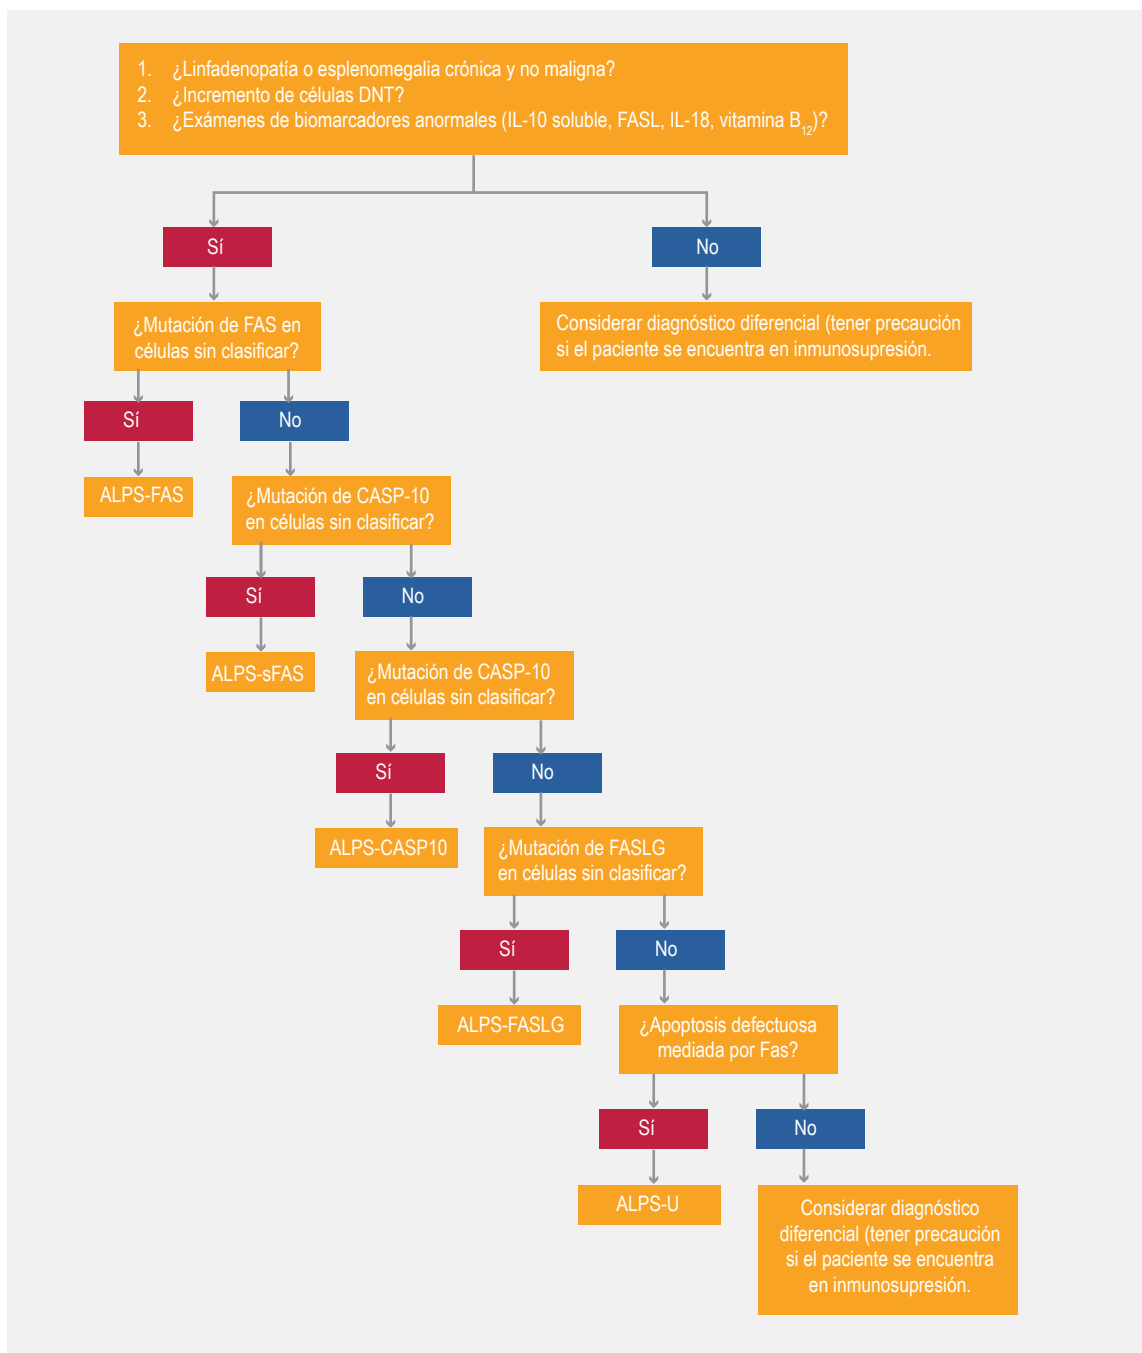 1. ¿Linfadenopatía o esplenomegalia crónica y no maligna?
2. ¿Incremento de células DNT?
3. ¿Exámenes de biomarcadores anormales (IL-10 soluble, FASL, IL-18, vitamina B12)?
Sí
No
¿Mutación de FAS en
células sin clasificar?
Considerar diagnóstico diferencial (tener precaución
si el paciente se encuentra en inmunosupresión.
Sí
No
ALPS-FAS
¿Mutación de CASP-10
en células sin clasificar?
Sí
No
ALPS-sFAS
¿Mutación de CASP-10
en células sin clasificar?
Sí
No
ALPS-CASP10
¿Mutación de FASLG
en células sin clasificar?
Sí
No
ALPS-FASLG
¿Apoptosis defectuosa
mediada por Fas?
Sí
No
ALPS-U
Considerar diagnóstico
diferencial (tener precaución
si el paciente se encuentra
en inmunosupresión.